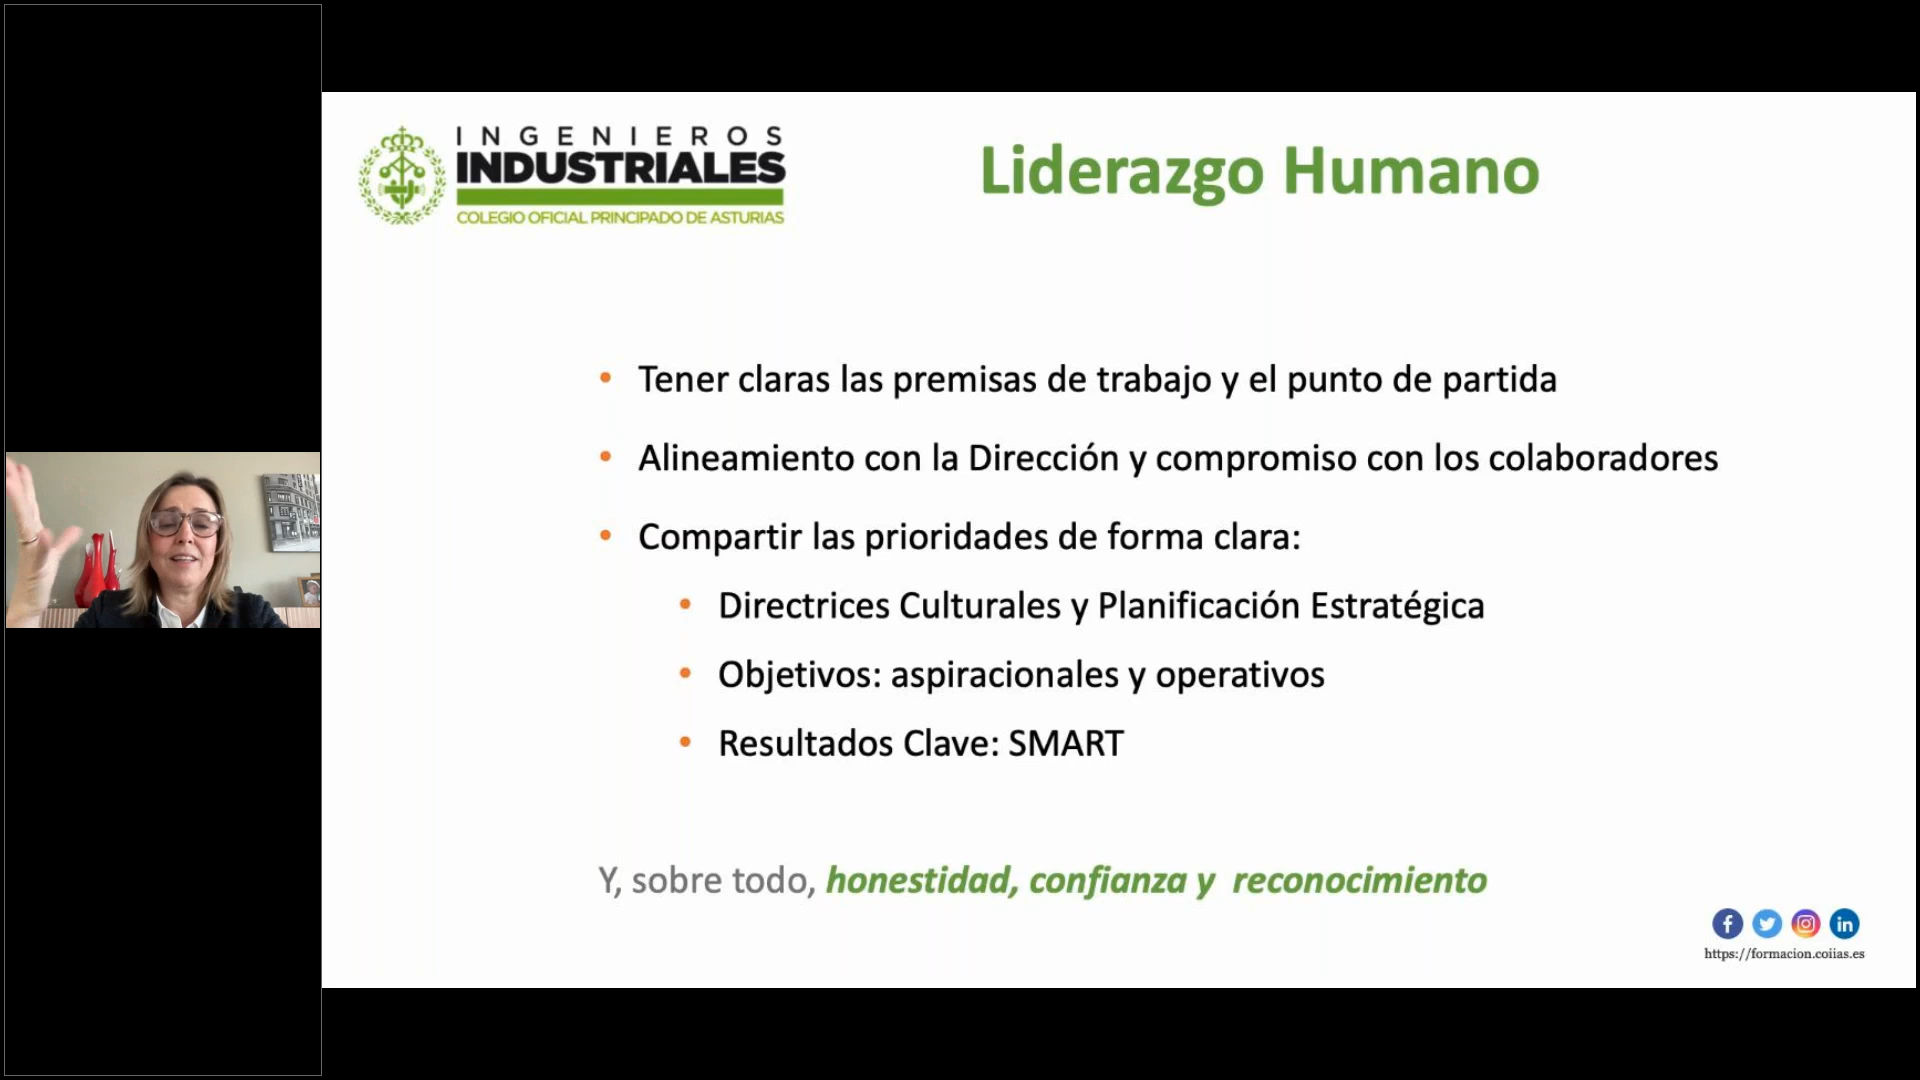 INGENIEROS
INDUSTRIALES
COLEGIO OFICIAL PRINCIPADO DE ASTURIAS
Liderazgo Humano
• Tener claras las premisas de trabajo y el punto de partida
• Alineamiento con la Dirección y compromiso con los colaboradores
• Compartir las prioridades de forma clara:
• Directrices Culturales y Planificación Estratégica
• Objetivos: aspiracionales y operativos
• Resultados Clave: SMART
Y, sobre todo, honestidad, confianza y reconocimiento
https://formacion.coiias.es